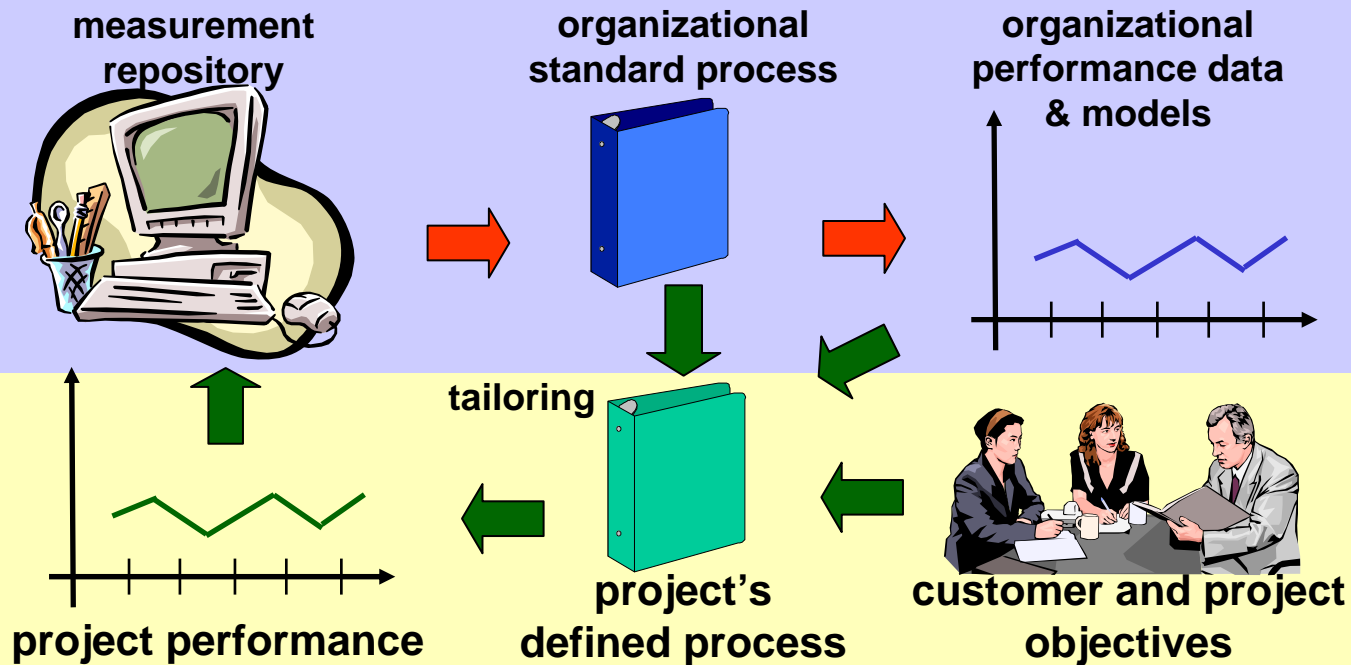 measurement
repository
organizational
standard process
organizational
performance data
& models
tailoring
project performance
project’s
defined process
customer and project
objectives